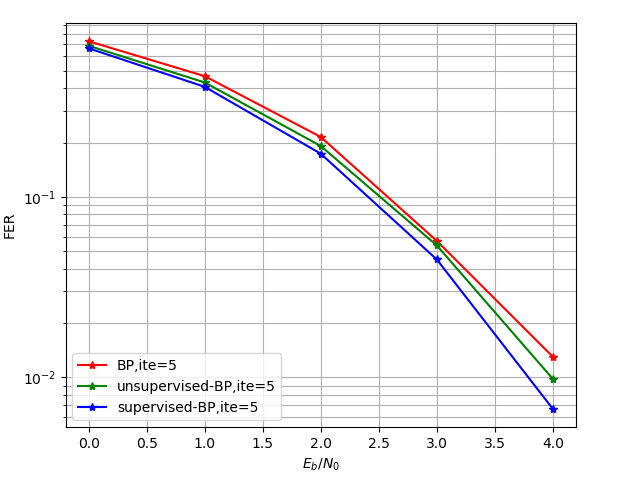 FER
10⁻¹
10⁻²
BP,ite=5
unsupervised-BP,ite=5
supervised-BP,ite=5
0.0 0.5 1.0 1.5 2.0 2.5 3.0 3.5 4.0
E_b/N_0